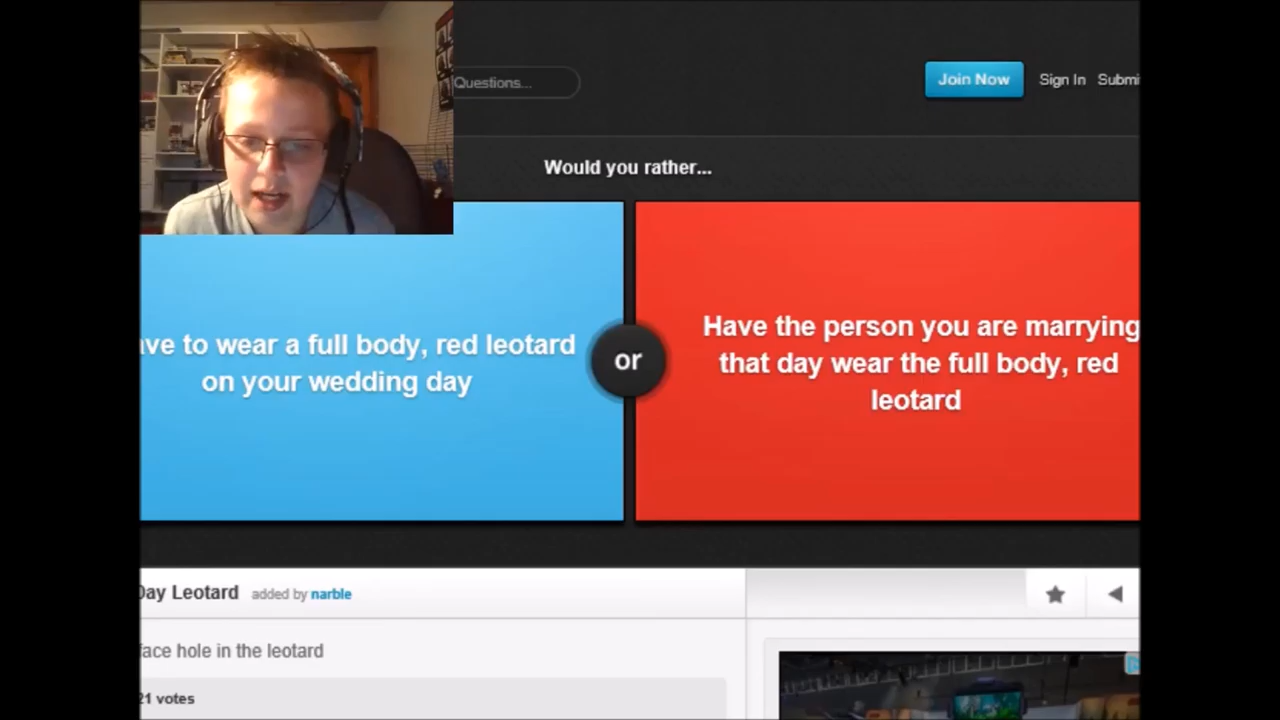 Questions...
Join Now Sign In
Would you rather...
to wear a full body, red leotard
on your wedding day
or
Have the person you are marrying
that day wear the full body, red
leotard
Day Leotard added by narble
face hole in the leotard
21 votes